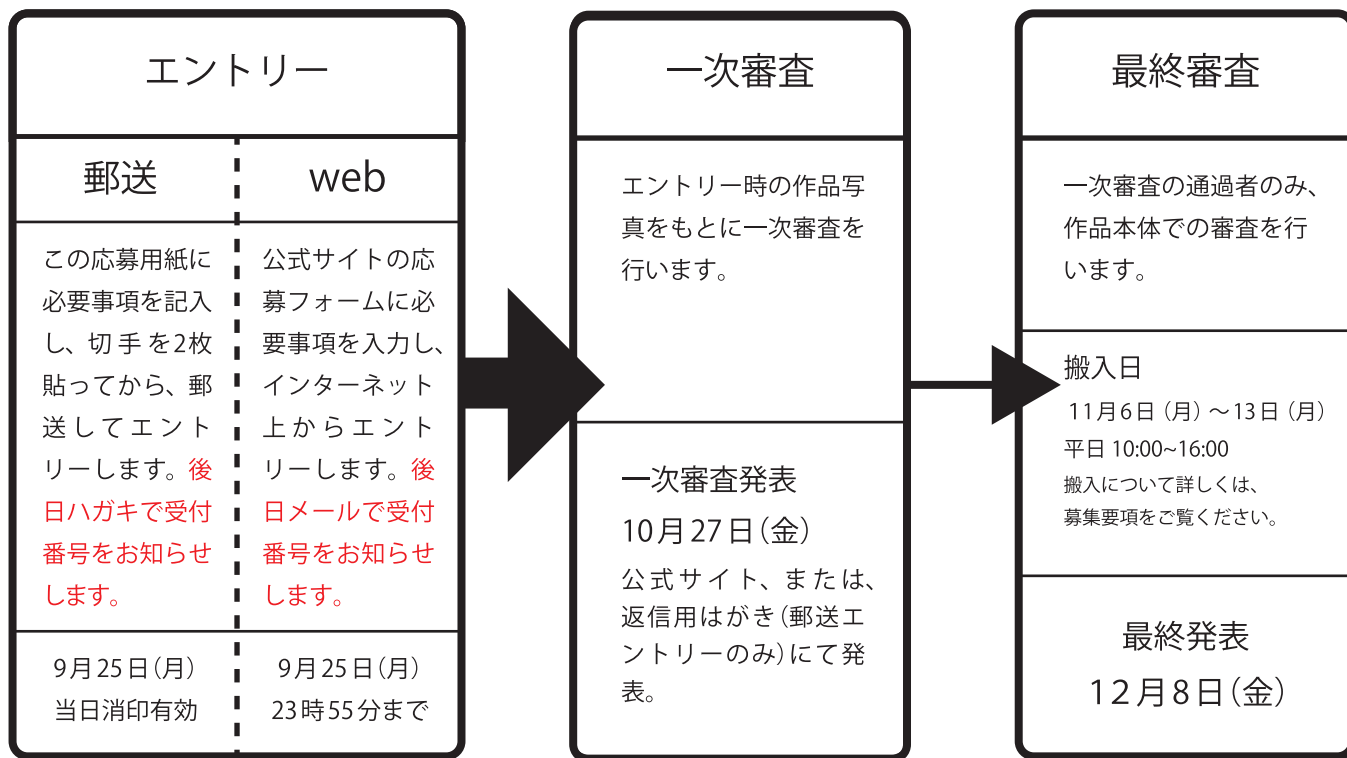 エントリー
郵送
この応募用紙に
必要事項を記入
し、切手を2枚
貼ってから、郵
送してエント
リーします。後
日ハガキで受付
番号をお知らせ
します。
9月25日(月)
当日消印有効
web
公式サイトの応
募フォームに必
要事項を入力し、
インターネット
上からエント
リーします。後
日メールで受付
番号をお知らせ
します。
9月25日(月)
23時55分まで
一次審査
エントリー時の作品写
真をもとに一次審査を
行います。
一次審査発表
10月27日(金)
公式サイト、または、
返信用はがき(郵送エ
ントリーのみ)にて発
表。
最終審査
一次審査の通過者のみ、
作品本体での審査を行
います。
搬入日
11月6日(月)～13日(月)
平日 10:00~16:00
搬入について詳しくは、
募集要項をご覧ください。
最終発表
12月8日(金)